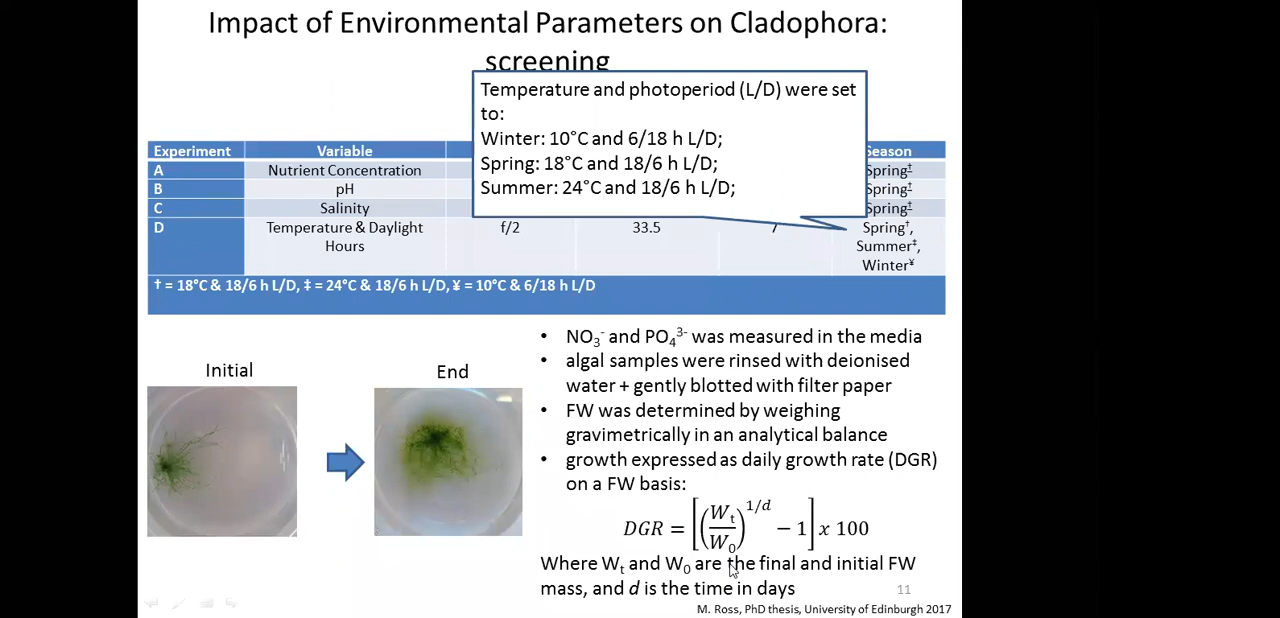 Impact of Environmental Parameters on Cladophora:
screening
Temperature and photoperiod (L/D) were set
to:
Winter: 10°C and 6/18 h L/D;
Spring: 18°C and 18/6 h L/D;
Summer: 24°C and 18/6 h L/D;
Experiment Variable Season
A Nutrient Concentration Spring†
B pH Spring†
C Salinity Spring†
D Temperature & Daylight f/2 33.5 Spring†,
Hours Summer‡,
Winter¥
† = 18°C & 18/6 h L/D, ‡ = 24°C & 18/6 h L/D, ¥ = 10°C & 6/18 h L/D
Initial
End
• NO₃⁻ and PO₄³⁻ was measured in the media
• algal samples were rinsed with deionised
water + gently blotted with filter paper
• FW was determined by weighing
gravimetrically in an analytical balance
• growth expressed as daily growth rate (DGR)
on a FW basis:
DGR = [(Wₜ/W₀)^1/d − 1] x 100
Where Wₜ and W₀ are the final and initial FW
mass, and d is the time in days
11
M. Ross, PhD thesis, University of Edinburgh 2017